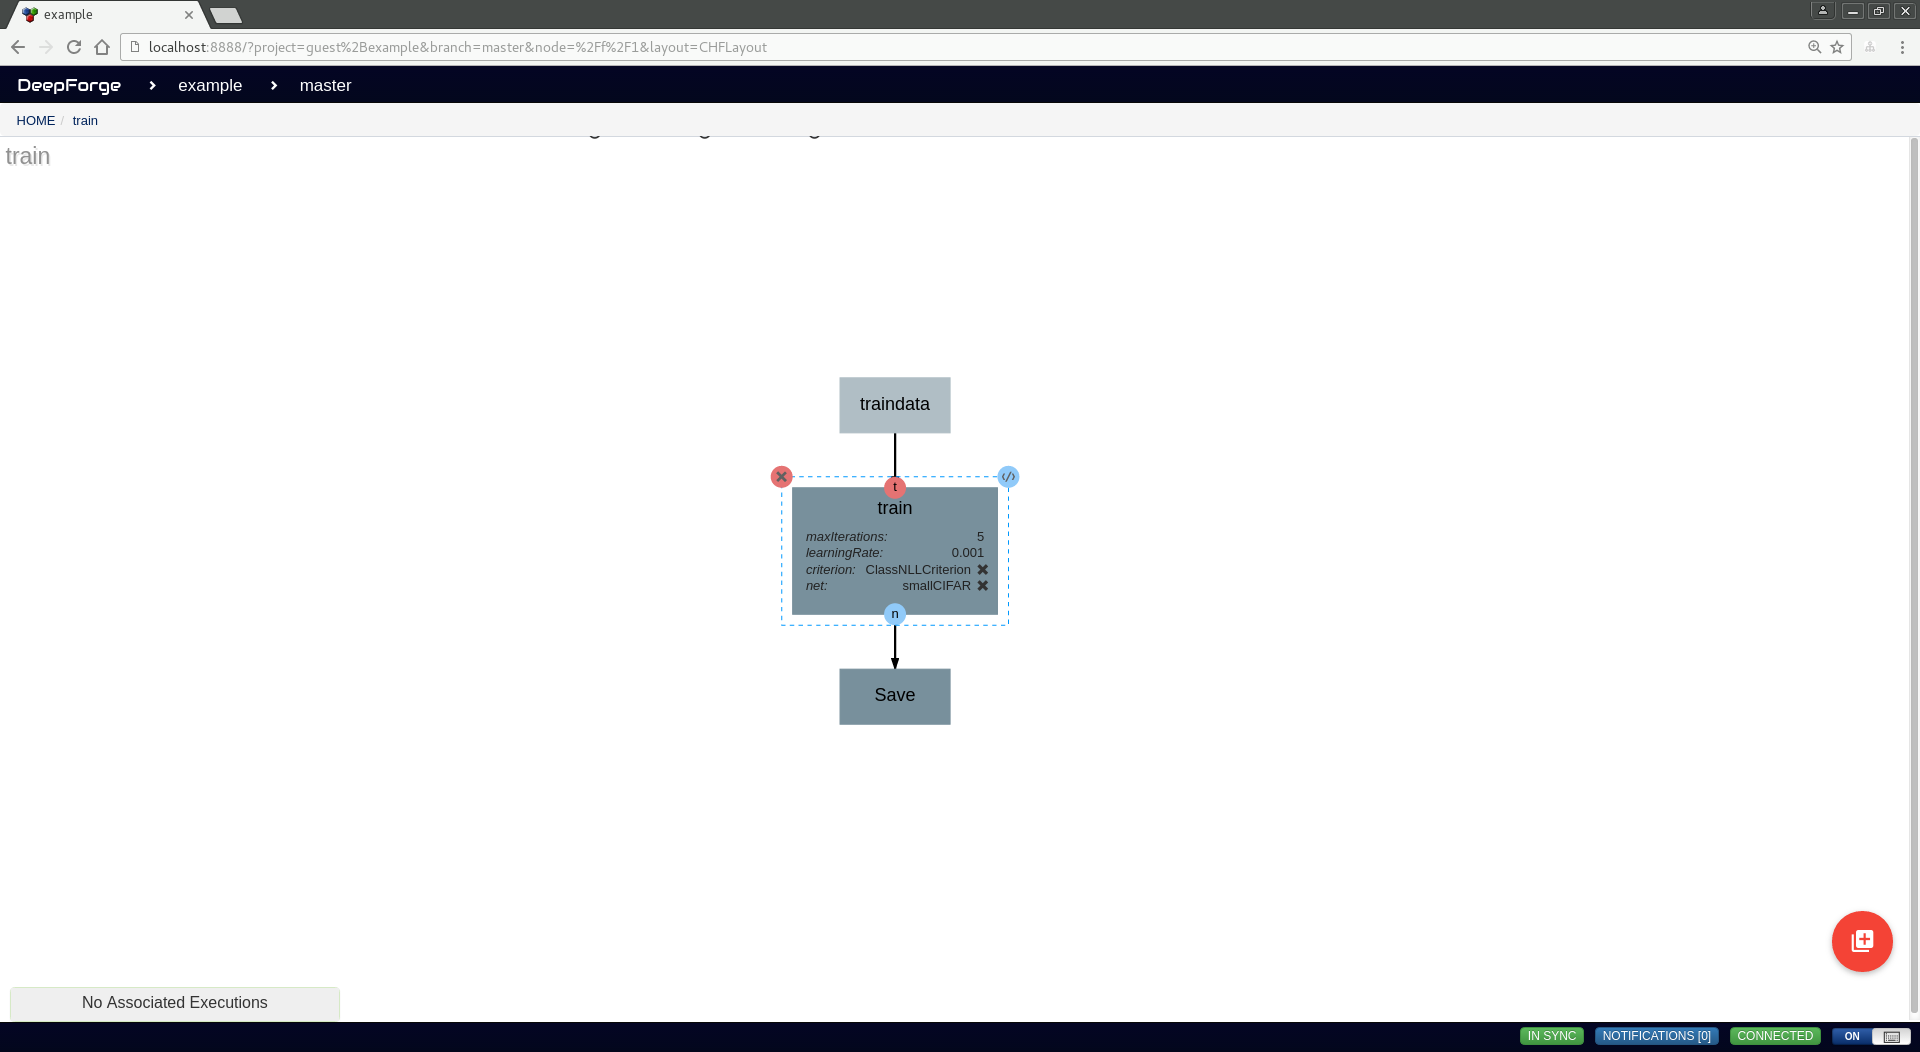 example
localhost:8888/?project=guest%2Bexample&branch=master&node=%2Ff%2F1&layout=CHFLayout
DeepForge example master
HOME / train
train
traindata
</>
t
train
maxIterations: 5
learningRate: 0.001
criterion: ClassNLLCriterion
net: smallCIFAR
n
Save
No Associated Executions
IN SYNC NOTIFICATIONS [0] CONNECTED ON